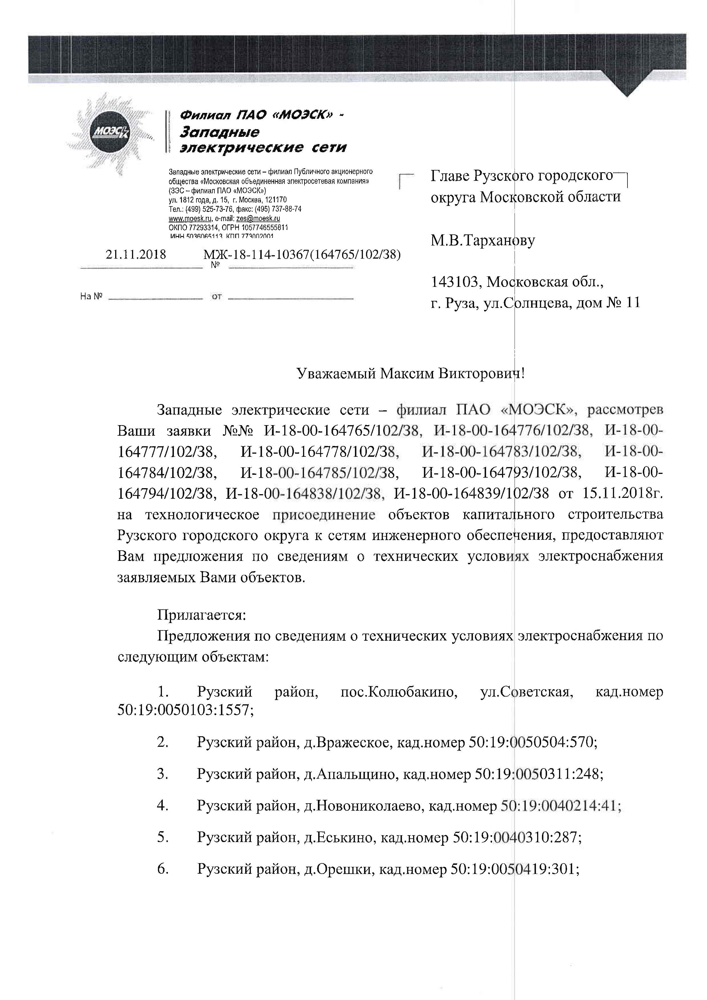 МОЭСК
Филиал ПАО «МОЭСК» -
Западные
электрические сети
Западные электрические сети – филиал Публичного акционерного
общества «Московская объединенная электросетевая компания»
(ЗЭС – филиал ПАО «МОЭСК»)
ул. 1812 года, д. 15, г. Москва, 121170
Тел.: (499) 525-73-76, факс: (495) 737-88-74
www.moesk.ru, e-mail: zes@moesk.ru
ОКПО 77293314, ОГРН 1057746555811
ИНН 5036065113 КПП 773002001
21.11.2018 МЖ-18-114-10367(164765/102/38)
№
На № от
Главе Рузского городского
округа Московской области
М.В.Тарханову
143103, Московская обл.,
г. Руза, ул.Солнцева, дом № 11
Уважаемый Максим Викторович!
Западные электрические сети – филиал ПАО «МОЭСК», рассмотрев
Ваши заявки №№ И-18-00-164765/102/38, И-18-00-164776/102/38, И-18-00-
164777/102/38, И-18-00-164778/102/38, И-18-00-164783/102/38, И-18-00-
164784/102/38, И-18-00-164785/102/38, И-18-00-164793/102/38, И-18-00-
164794/102/38, И-18-00-164838/102/38, И-18-00-164839/102/38 от 15.11.2018г.
на технологическое присоединение объектов капитального строительства
Рузского городского округа к сетям инженерного обеспечения, предоставляют
Вам предложения по сведениям о технических условиях электроснабжения
заявляемых Вами объектов.
Прилагается:
Предложения по сведениям о технических условиях электроснабжения по
следующим объектам:
1. Рузский район, пос.Колюбакино, ул.Советская, кад.номер
50:19:0050103:1557;
2. Рузский район, д.Вражеское, кад.номер 50:19:0050504:570;
3. Рузский район, д.Апальщино, кад.номер 50:19:0050311:248;
4. Рузский район, д.Новониколаево, кад.номер 50:19:0040214:41;
5. Рузский район, д.Еськино, кад.номер 50:19:0040310:287;
6. Рузский район, д.Орешки, кад.номер 50:19:0050419:301;